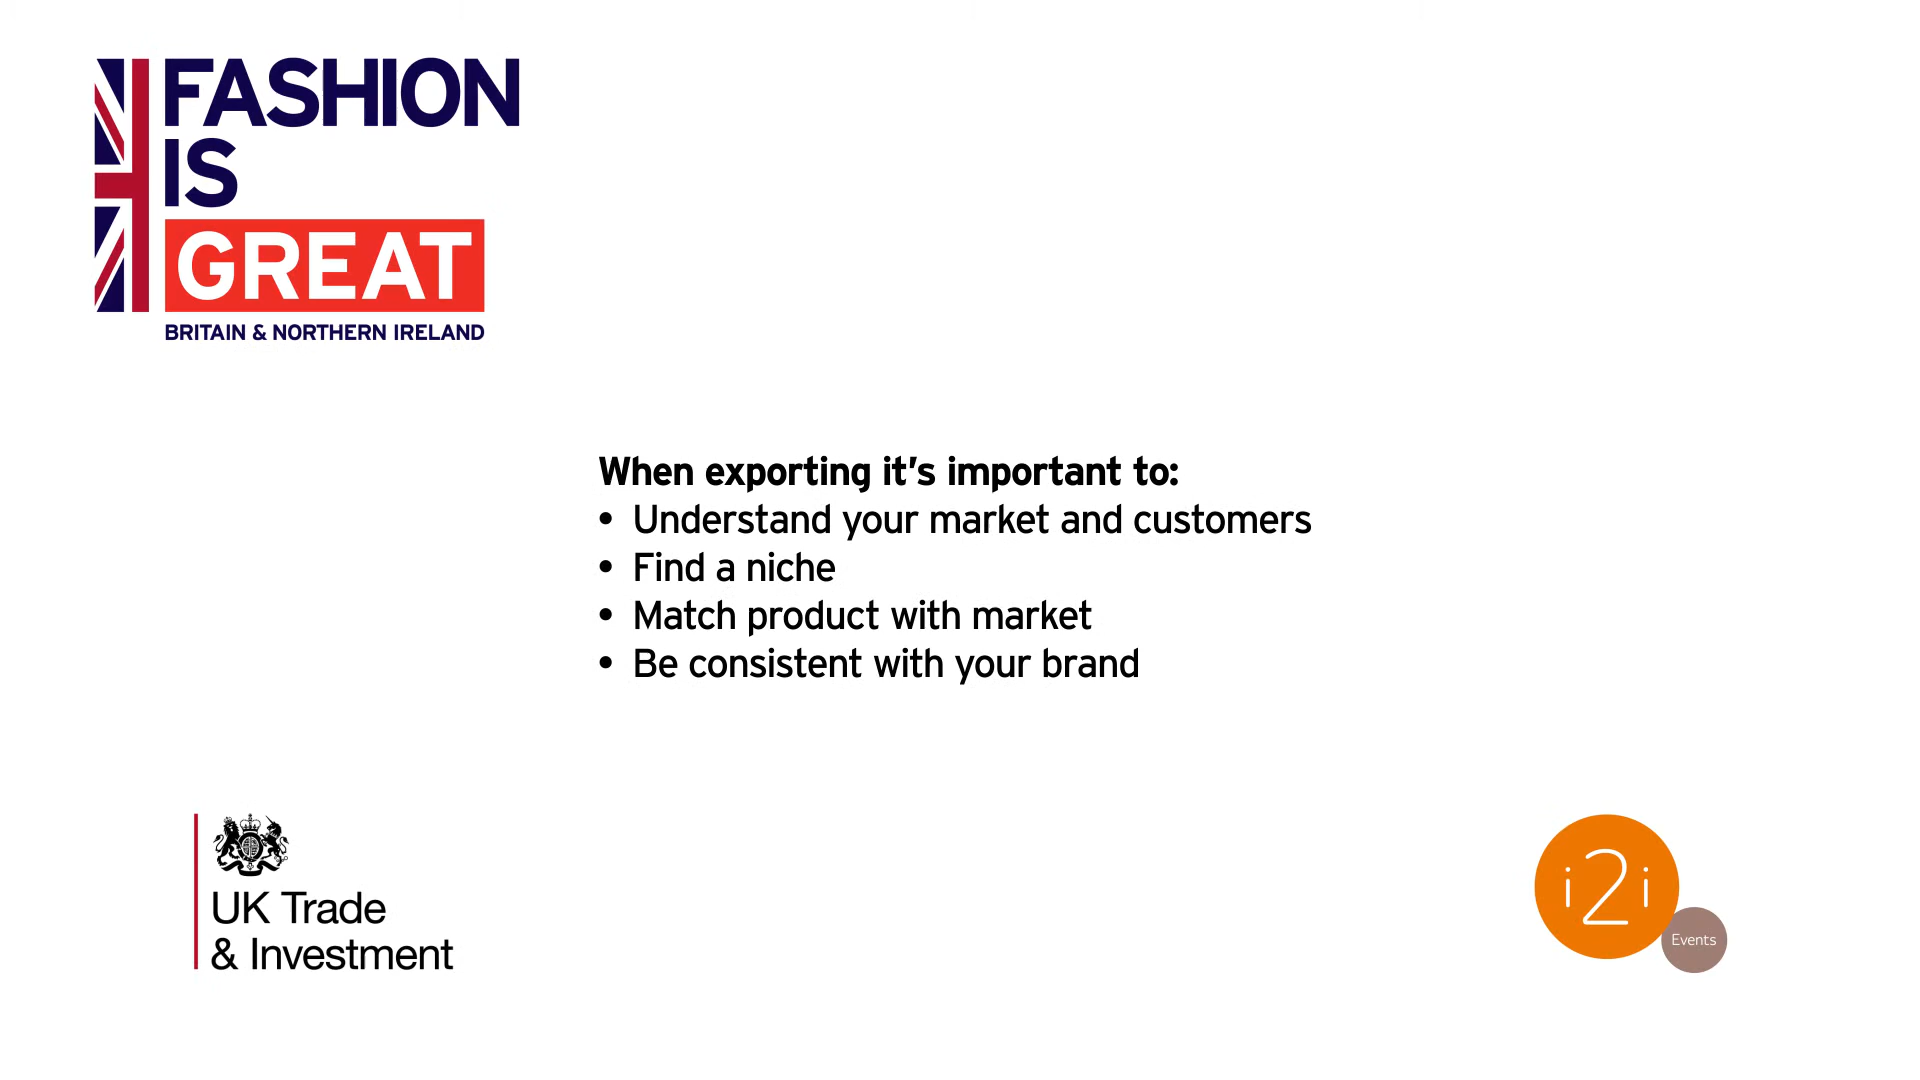 FASHION
IS
GREAT
BRITAIN & NORTHERN IRELAND
When exporting it's important to:
• Understand your market and customers
• Find a niche
• Match product with market
• Be consistent with your brand
UK Trade
& Investment
i2i
Events